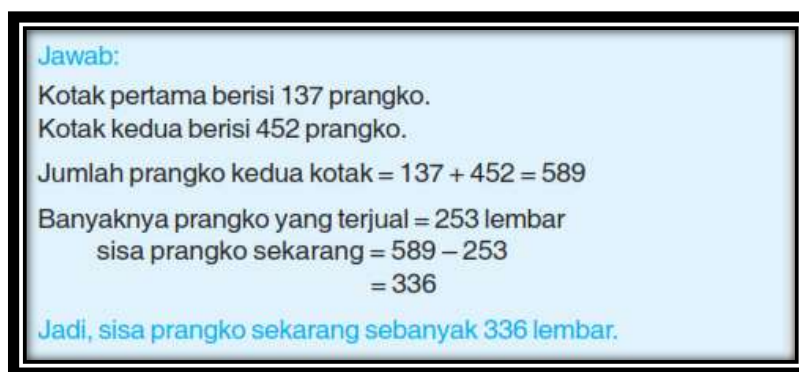 Jawab:
Kotak pertama berisi 137 prangko.
Kotak kedua berisi 452 prangko.
Jumlah prangko kedua kotak = 137 + 452 = 589
Banyaknya prangko yang terjual = 253 lembar
sisa prangko sekarang = 589 – 253
= 336
Jadi, sisa prangko sekarang sebanyak 336 lembar.